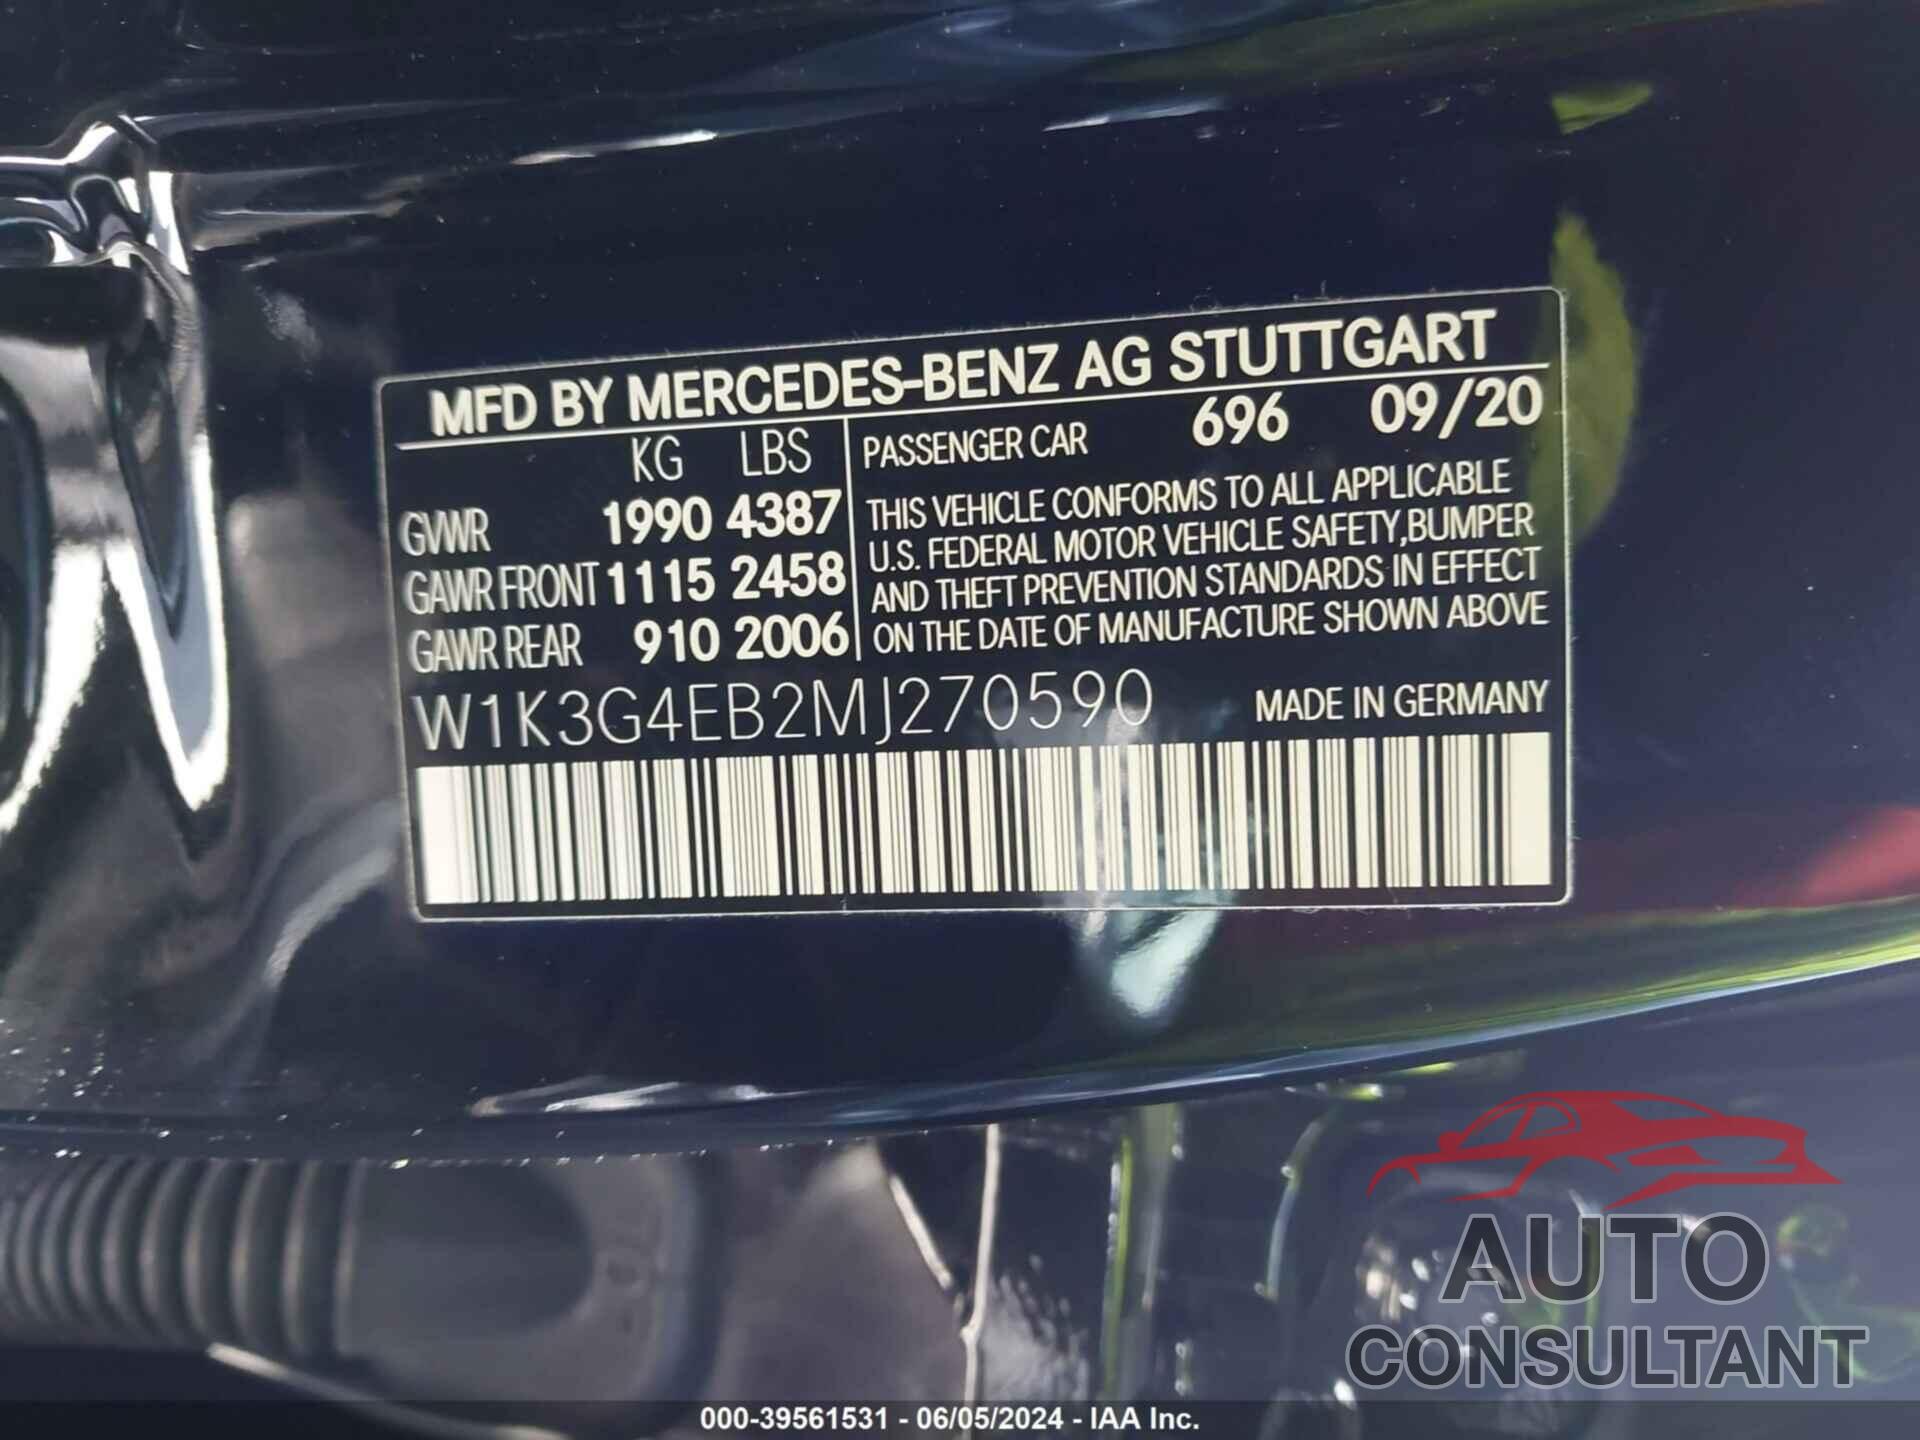 MFD BY MERCEDES-BENZ AG STUTTGART
KG LBS
GVWR 1990 4387
GAWR FRONT 1115 2458
GAWR REAR 910 2006
PASSENGER CAR 696 09/20
THIS VEHICLE CONFORMS TO ALL APPLICABLE
U.S. FEDERAL MOTOR VEHICLE SAFETY,BUMPER
AND THEFT PREVENTION STANDARDS IN EFFECT
ON THE DATE OF MANUFACTURE SHOWN ABOVE
W1K3G4EB2MJ270590 MADE IN GERMANY
AUTO
CONSULTANT
000-39561531 - 06/05/2024 - IAA Inc.